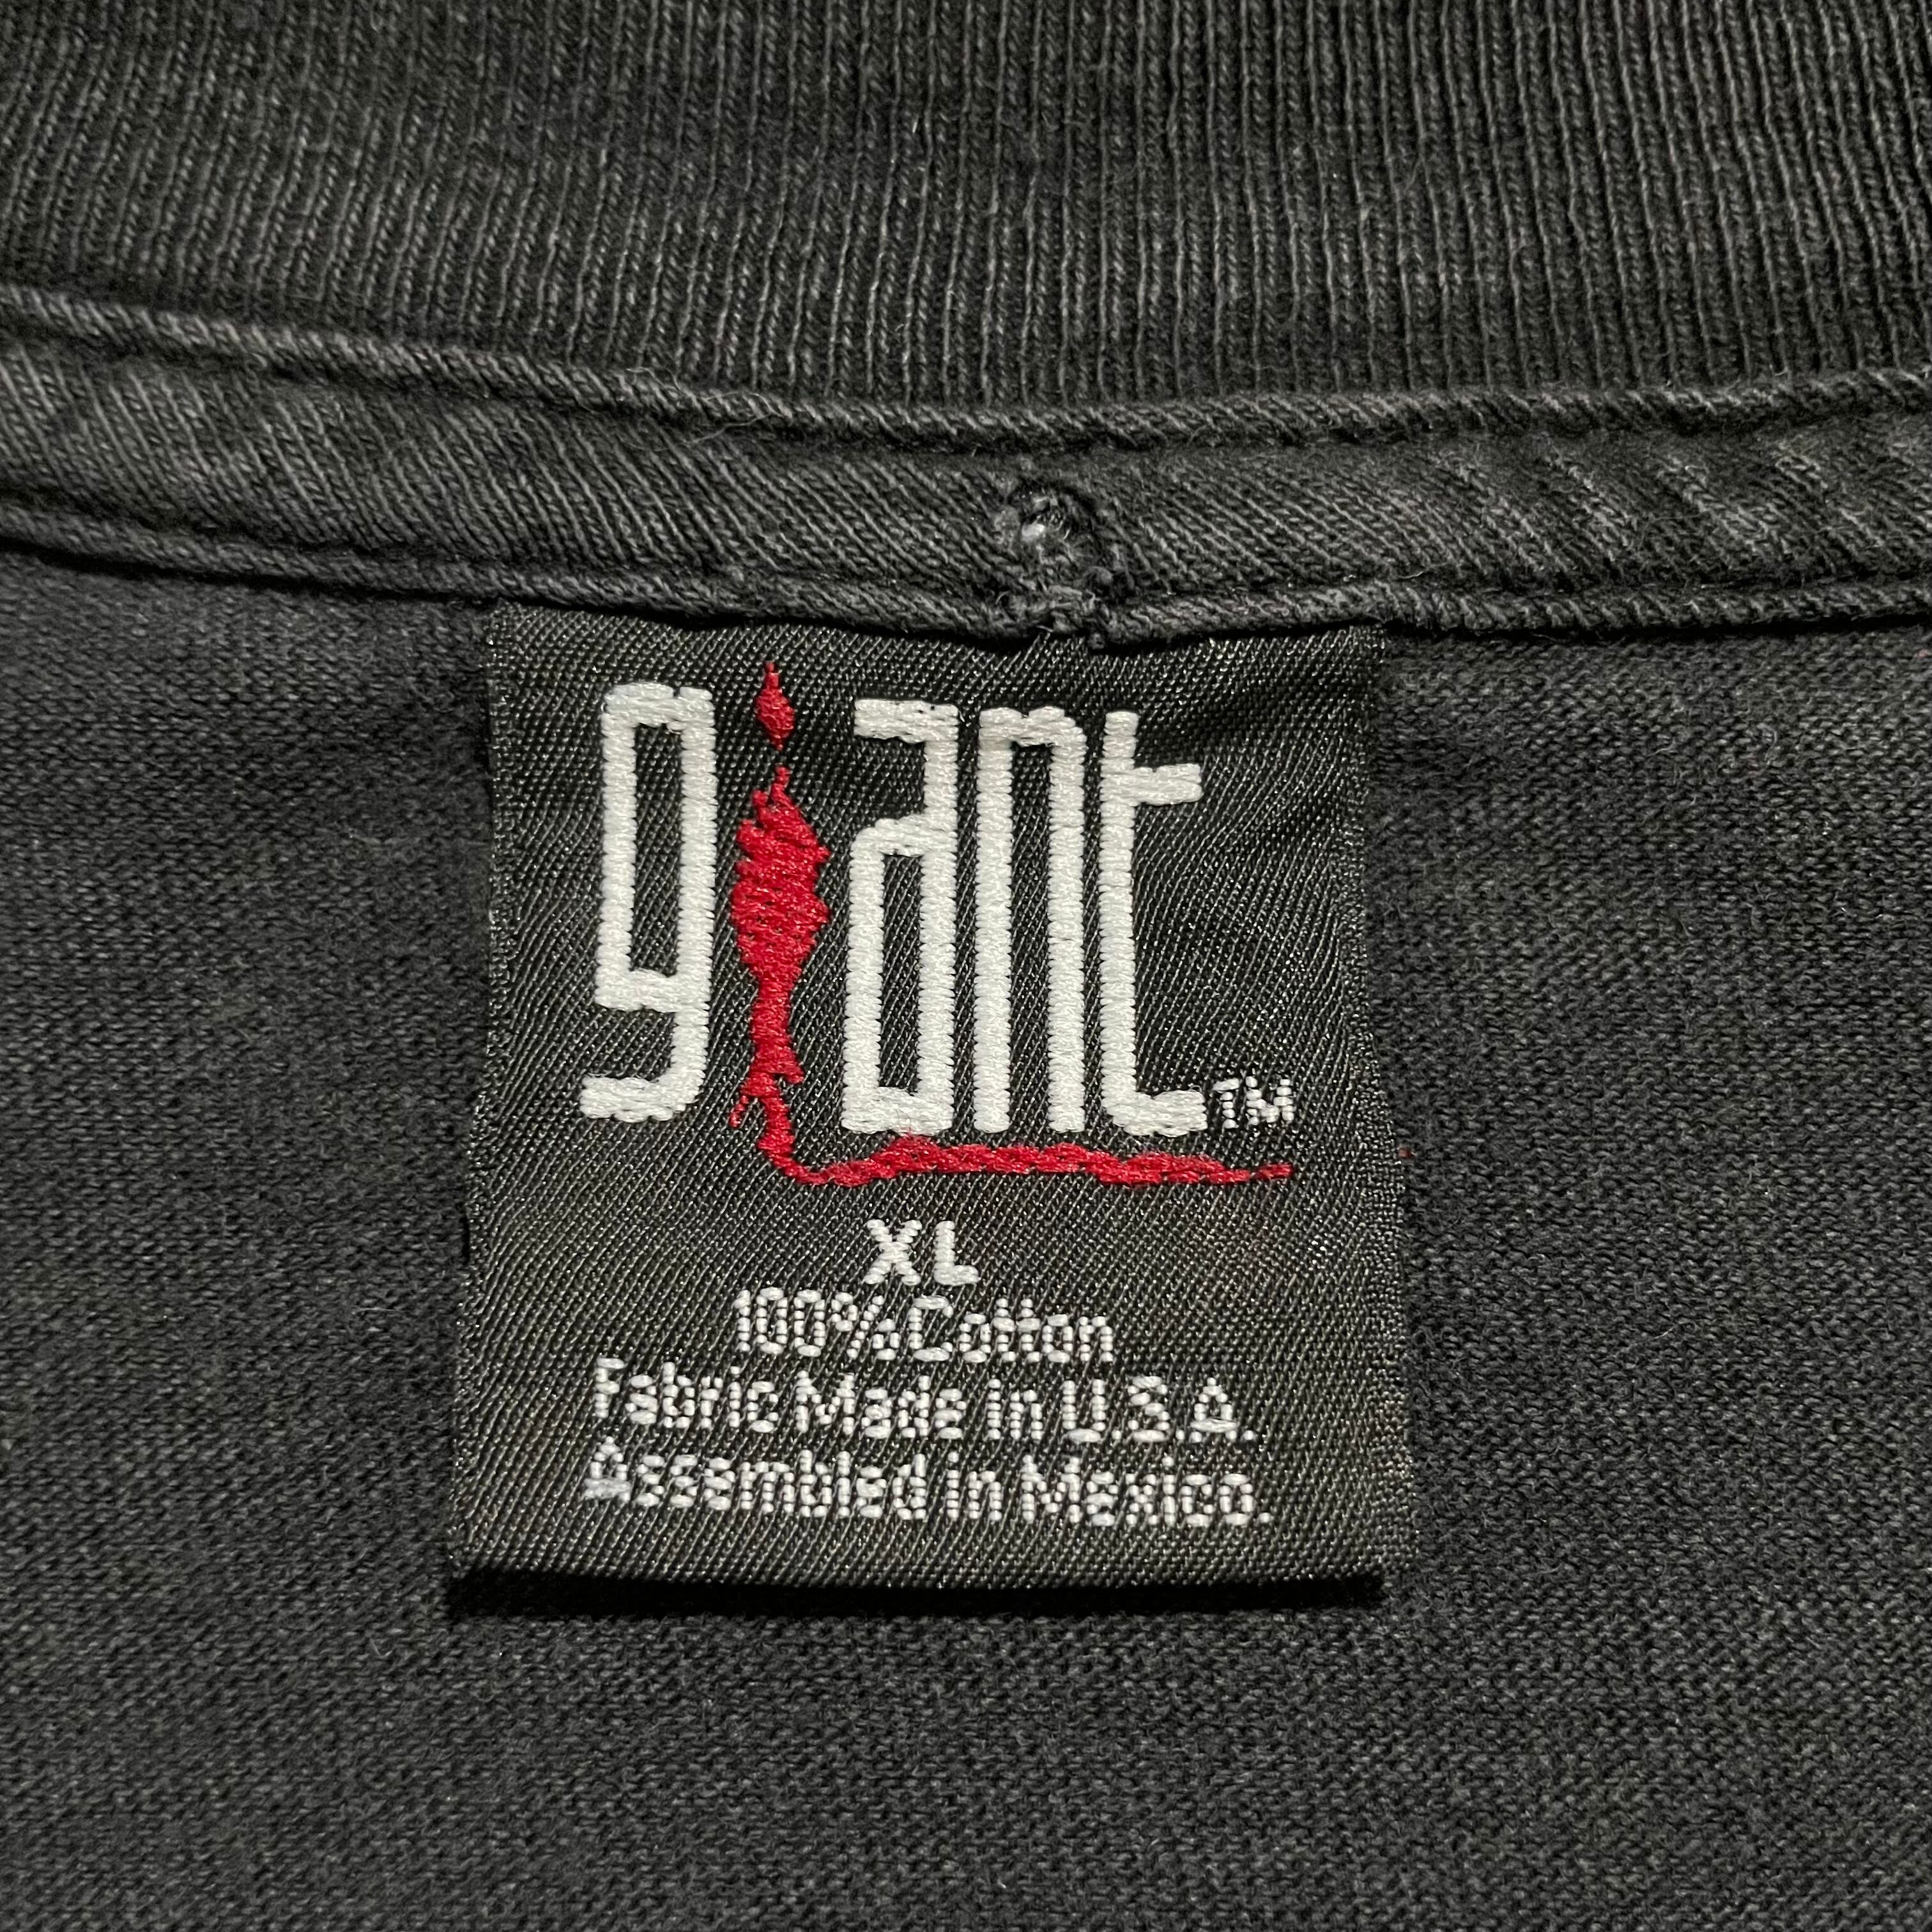 giant™
XL
100% Cotton
Fabric Made in U.S.A.
Assembled in Mexico.